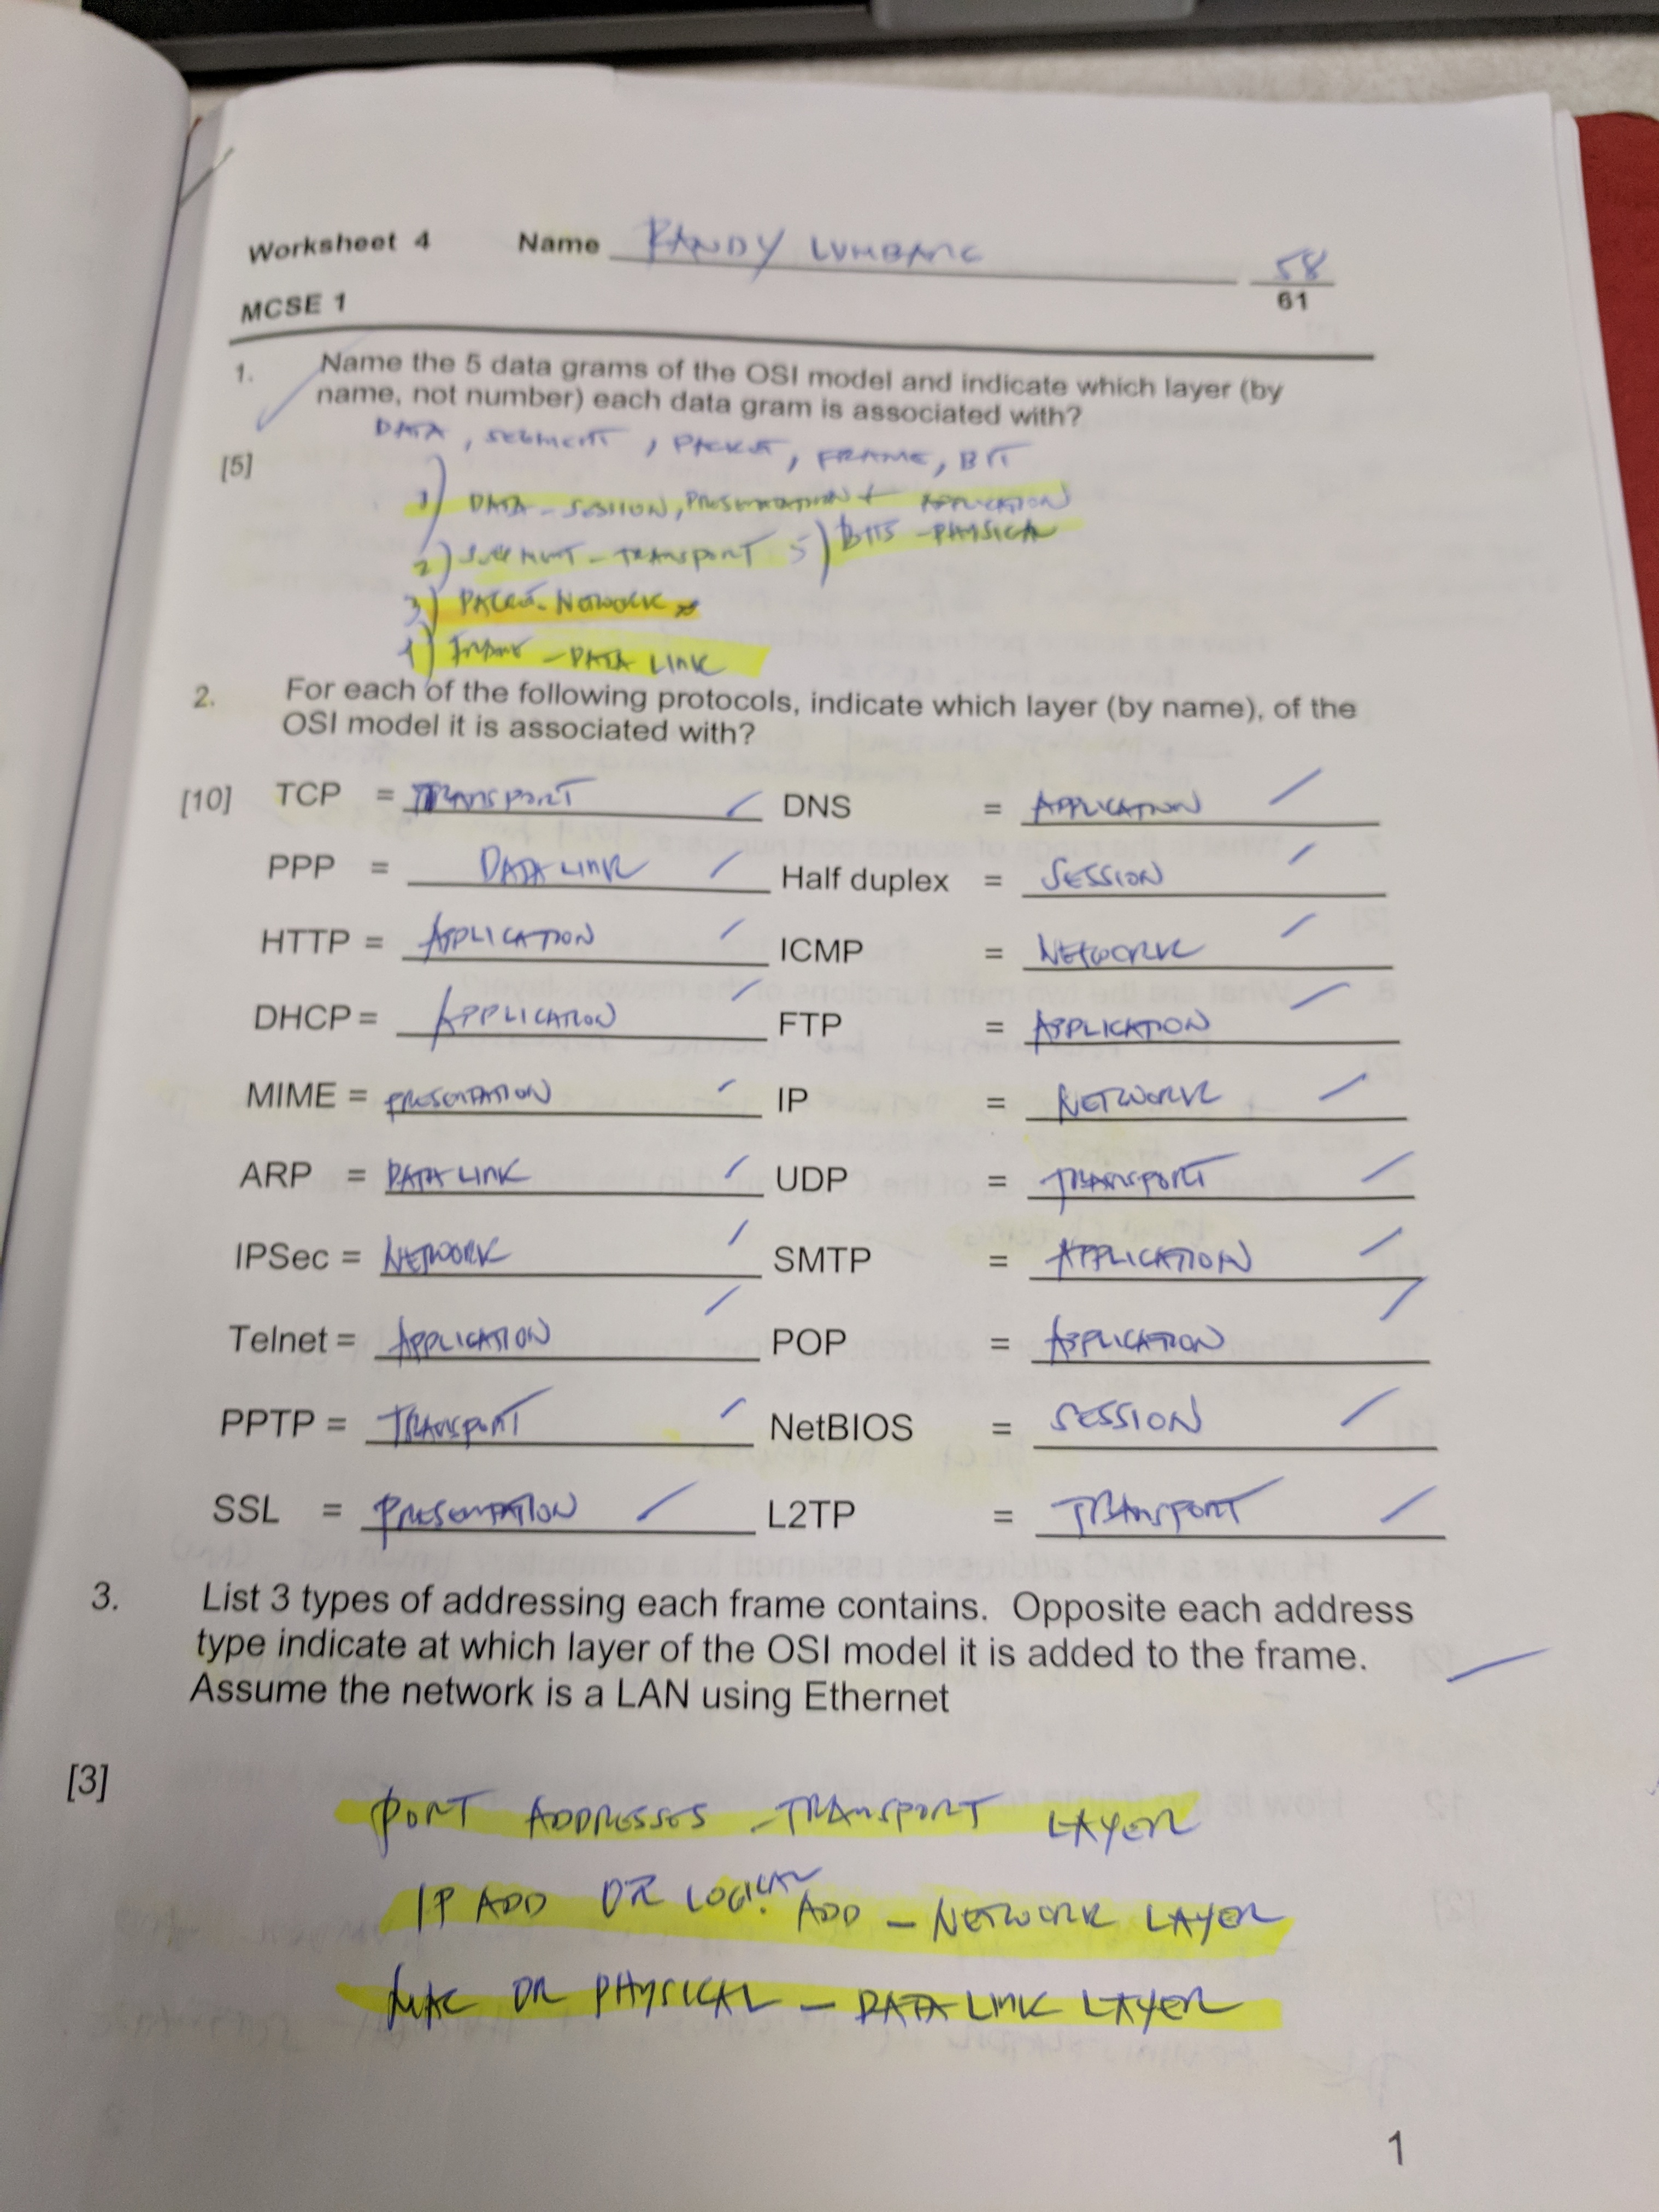 Worksheet 4 Name RANDY LUMBANG 58
61
MCSE 1
1. Name the 5 data grams of the OSI model and indicate which layer (by
name, not number) each data gram is associated with?
DATA, SEGMENT, PACKET, FRAME, BIT
[5]
1) DATA - SESSION, PRESENTATION + APPLICATION
2) SEGMENT - TRANSPORT 5) BITS - PHYSICAL
3) PACKET - NETWORK
4) FRAME - DATA LINK
2. For each of the following protocols, indicate which layer (by name), of the
OSI model it is associated with?
[10] TCP = TRANSPORT DNS = APPLICATION
PPP = DATA LINK Half duplex = SESSION
HTTP = APPLICATION ICMP = NETWORK
DHCP = APPLICATION FTP = APPLICATION
MIME = PRESENTATION IP = NETWORK
ARP = DATA LINK UDP = TRANSPORT
IPSec = NETWORK SMTP = APPLICATION
Telnet = APPLICATION POP = APPLICATION
PPTP = TRANSPORT NetBIOS = SESSION
SSL = PRESENTATION L2TP = TRANSPORT
3. List 3 types of addressing each frame contains. Opposite each address
type indicate at which layer of the OSI model it is added to the frame.
Assume the network is a LAN using Ethernet
[3]
PORT ADDRESSES - TRANSPORT LAYER
IP ADD OR LOGICAL ADD - NETWORK LAYER
MAC OR PHYSICAL - DATA LINK LAYER
1